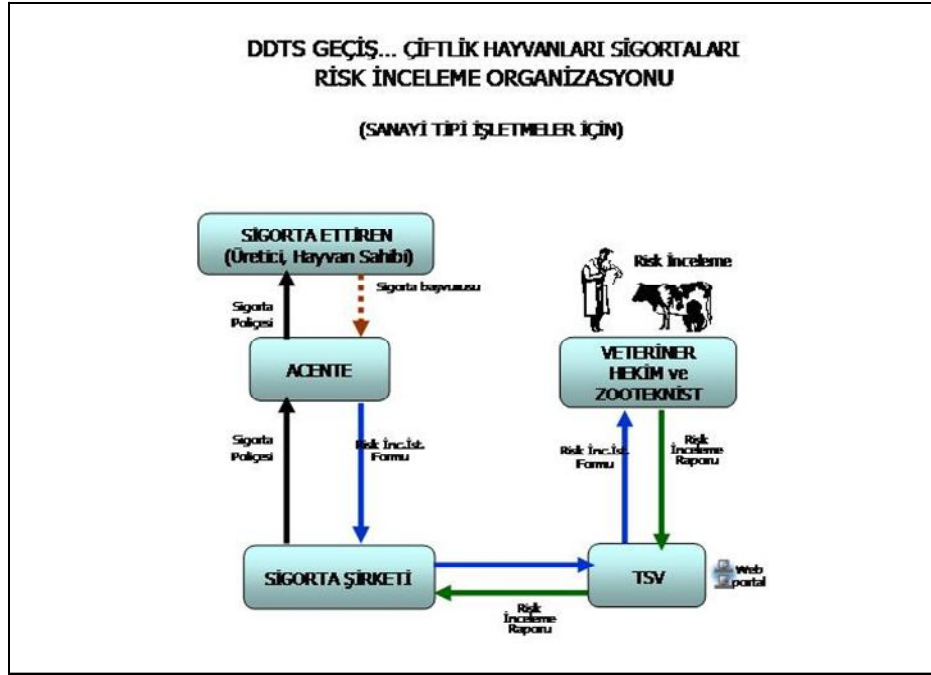 DDTS GEÇİŞ... ÇİFTLİK HAYVANLARI SİGORTALARI
RİSK İNCELEME ORGANİZASYONU
(SANAYİ TİPİ İŞLETMELER İÇİN)
SİGORTA ETTİREN
(Üretici, Hayvan Sahibi)
Sigorta başvurusu
Sigorta
Poliçesi
ACENTE
Risk İnceleme
VETERİNER
HEKİM ve
ZOOTEKNİST
Sigorta
Poliçesi
Risk İnc.İst.
Formu
Risk İnc.İst.
Formu
Risk
İnceleme
Raporu
SİGORTA ŞİRKETİ
TSV
Web
portal
Risk
İnceleme
Raporu